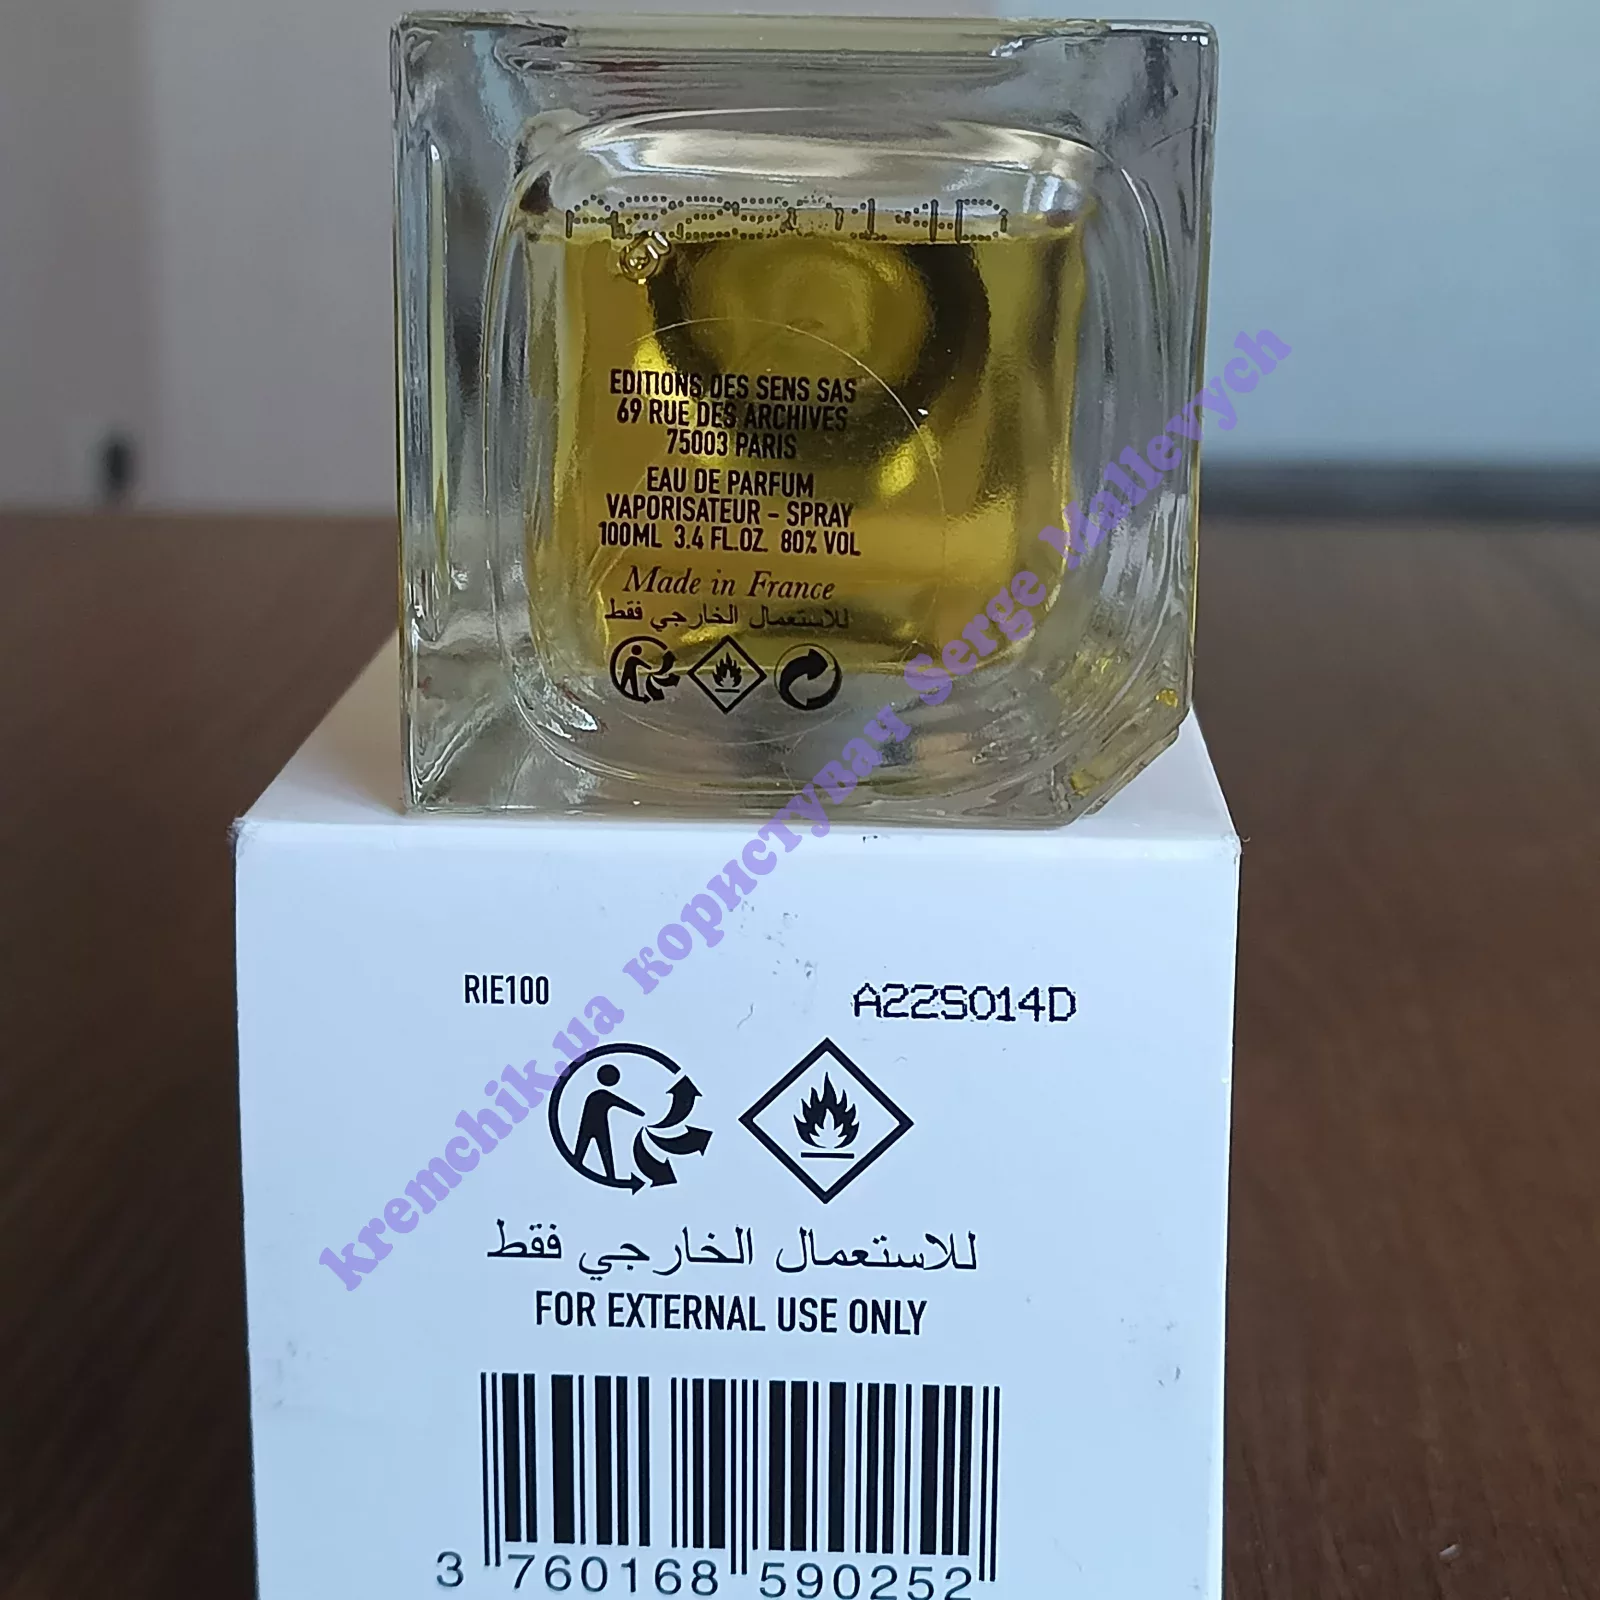 A22S014D
EDITIONS DES SENS SAS
69 RUE DES ARCHIVES
75003 PARIS
EAU DE PARFUM
VAPORISATEUR - SPRAY
100ML 3.4 FL.OZ. 80% VOL
Made in France
للاستعمال الخارجي فقط
RIE100
A22S014D
للاستعمال الخارجي فقط
FOR EXTERNAL USE ONLY
3 760168 590252
kremchik.ua користувач Serge Mallevych